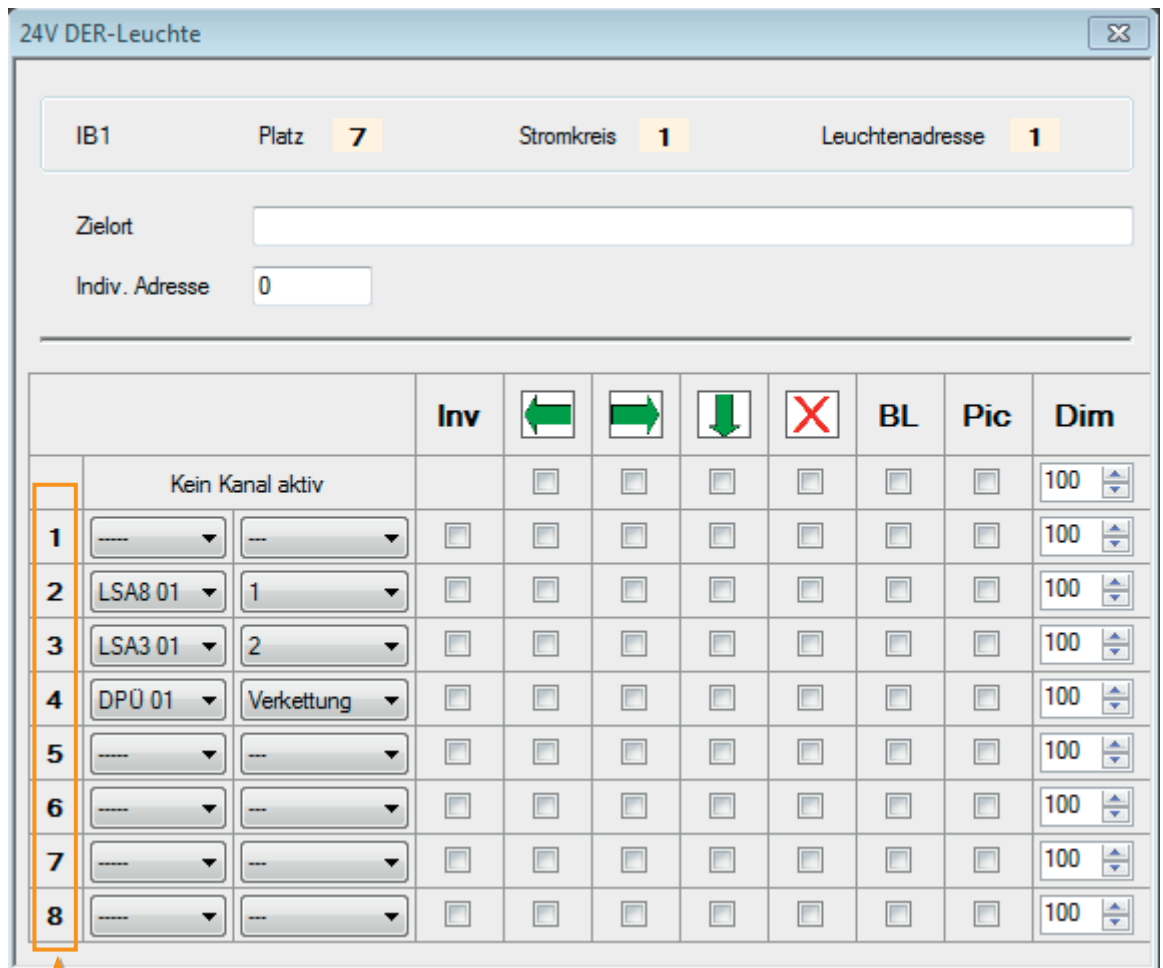 24V DER-Leuchte
IB1 Platz 7 Stromkreis 1 Leuchtenadresse 1
Zielort
Indiv. Adresse 0
Inv BL Pic Dim
Kein Kanal aktiv 100
1 ----- --- 100
2 LSA8 01 1 100
3 LSA3 01 2 100
4 DPÜ 01 Verkettung 100
5 ----- --- 100
6 ----- --- 100
7 ----- --- 100
8 ----- --- 100